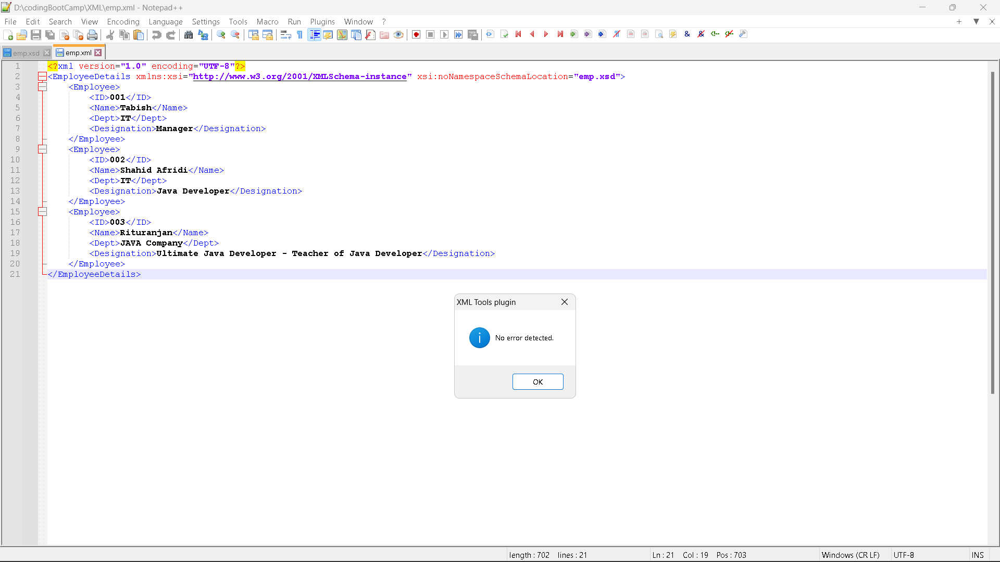 D:\codingBootCamp\XML\emp.xml - Notepad++
File Edit Search View Encoding Language Settings Tools Macro Run Plugins Window ?
emp.xsd emp.xml
1 <?xml version="1.0" encoding="UTF-8"?>
2 <EmployeeDetails xmlns:xsi="http://www.w3.org/2001/XMLSchema-instance" xsi:noNamespaceSchemaLocation="emp.xsd">
3 <Employee>
4 <ID>001</ID>
5 <Name>Tabish</Name>
6 <Dept>IT</Dept>
7 <Designation>Manager</Designation>
8 </Employee>
9 <Employee>
10 <ID>002</ID>
11 <Name>Shahid Afridi</Name>
12 <Dept>IT</Dept>
13 <Designation>Java Developer</Designation>
14 </Employee>
15 <Employee>
16 <ID>003</ID>
17 <Name>Rituranjan</Name>
18 <Dept>JAVA Company</Dept>
19 <Designation>Ultimate Java Developer - Teacher of Java Developer</Designation>
20 </Employee>
21 </EmployeeDetails>
XML Tools plugin
No error detected.
OK
length : 702 lines : 21 Ln : 21 Col : 19 Pos : 703 Windows (CR LF) UTF-8 INS